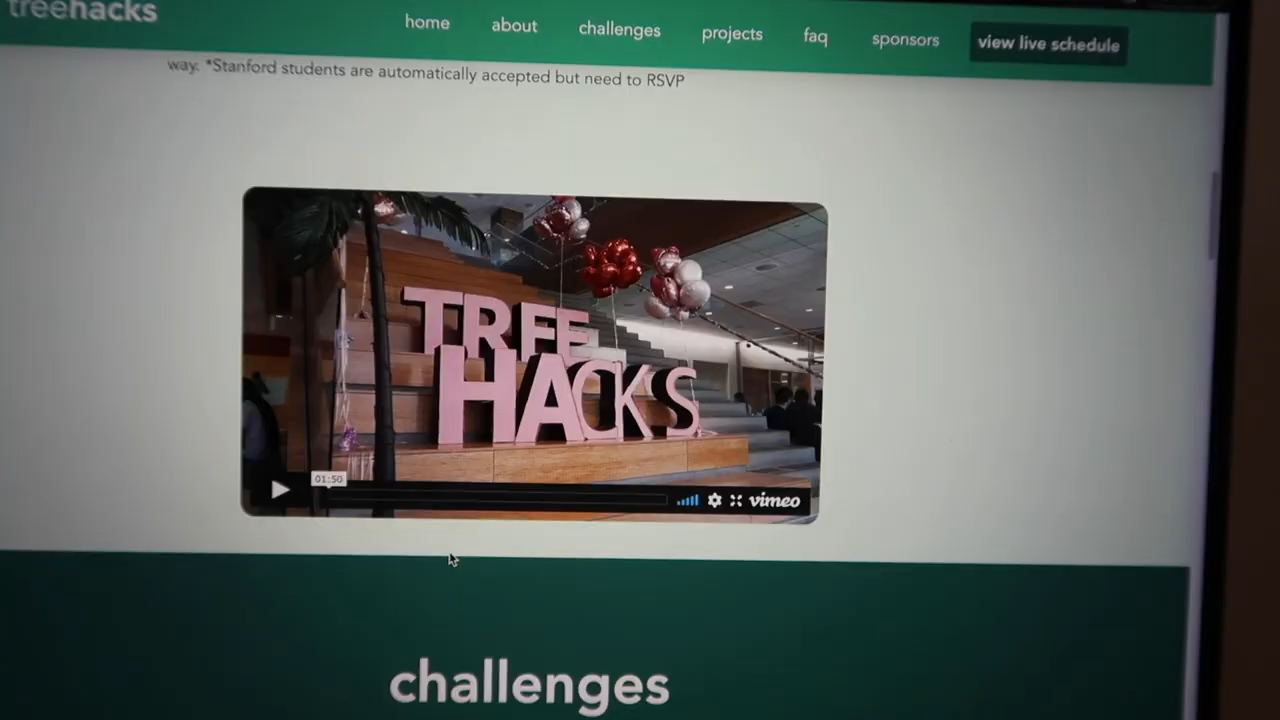 treehacks
home about challenges projects faq sponsors view live schedule
way. *Stanford students are automatically accepted but need to RSVP
TREE
HACKS
01:50
vimeo
challenges